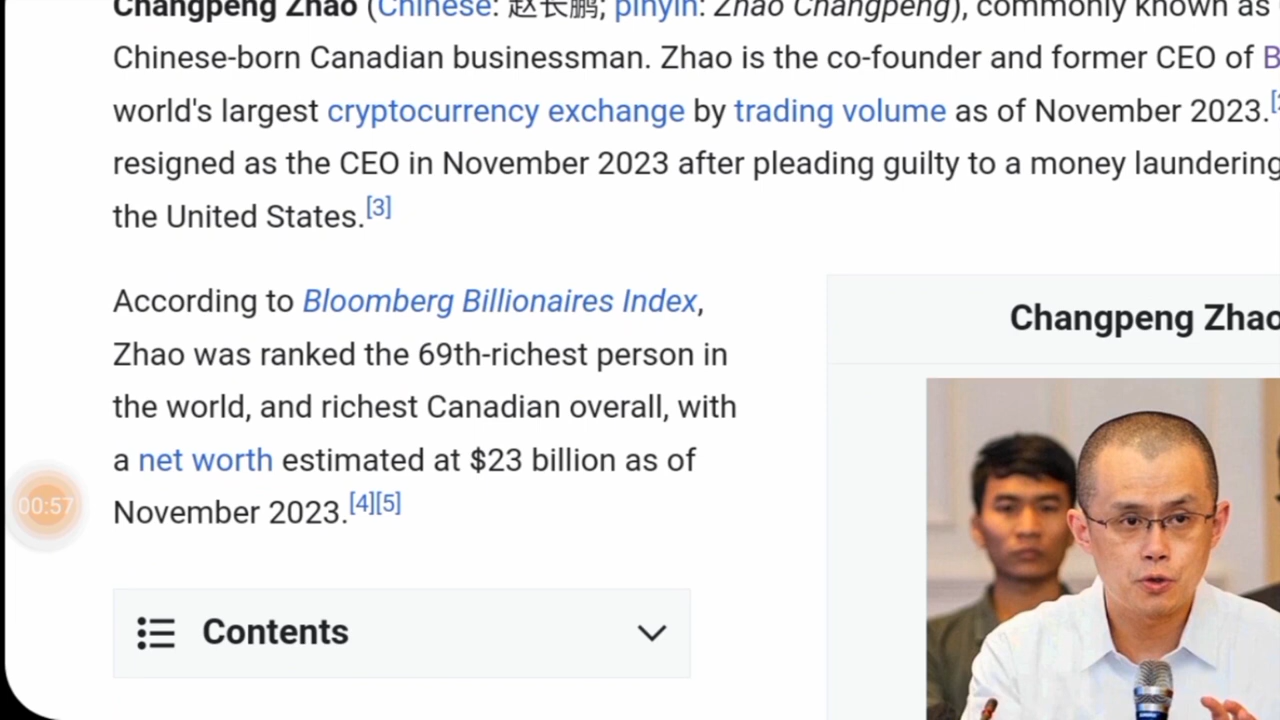 Changpeng Zhao (Chinese: 赵长鹏; pinyin: Zhào Chángpéng), commonly known as
Chinese-born Canadian businessman. Zhao is the co-founder and former CEO of B
world's largest cryptocurrency exchange by trading volume as of November 2023.
resigned as the CEO in November 2023 after pleading guilty to a money laundering
the United States.[3]
According to Bloomberg Billionaires Index,
Zhao was ranked the 69th-richest person in
the world, and richest Canadian overall, with
a net worth estimated at $23 billion as of
November 2023.[4][5]
Changpeng Zhao
00:57
Contents